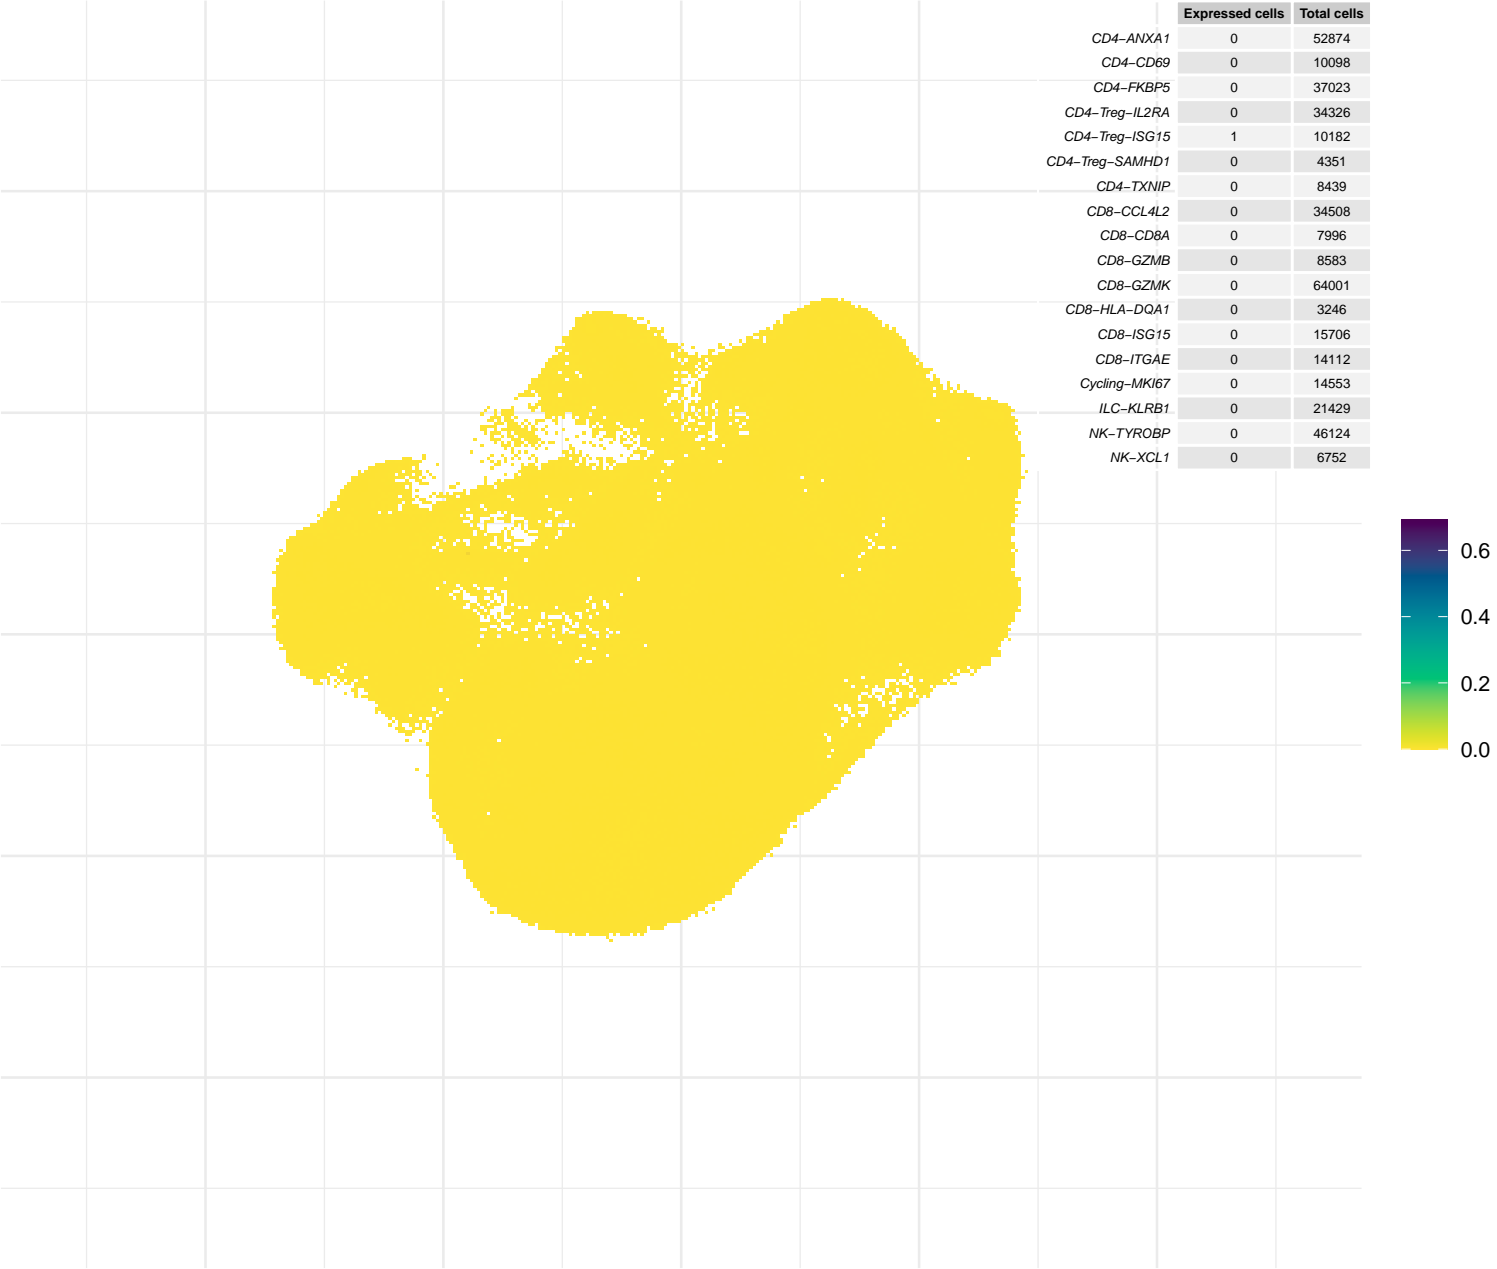 Expressed cells Total cells
CD4−ANXA1 0 52874
CD4−CD69 0 10098
CD4−FKBP5 0 37023
CD4−Treg−IL2RA 0 34326
CD4−Treg−ISG15 1 10182
CD4−Treg−SAMHD1 0 4351
CD4−TXNIP 0 8439
CD8−CCL4L2 0 34508
CD8−CD8A 0 7996
CD8−GZMB 0 8583
CD8−GZMK 0 64001
CD8−HLA−DQA1 0 3246
CD8−ISG15 0 15706
CD8−ITGAE 0 14112
Cycling−MKI67 0 14553
ILC−KLRB1 0 21429
NK−TYROBP 0 46124
NK−XCL1 0 6752
0.6
0.4
0.2
0.0